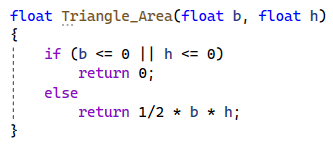 float Triangle_Area(float b, float h)
{
    if (b <= 0 || h <= 0)
        return 0;
    else
        return 1/2 * b * h;
}